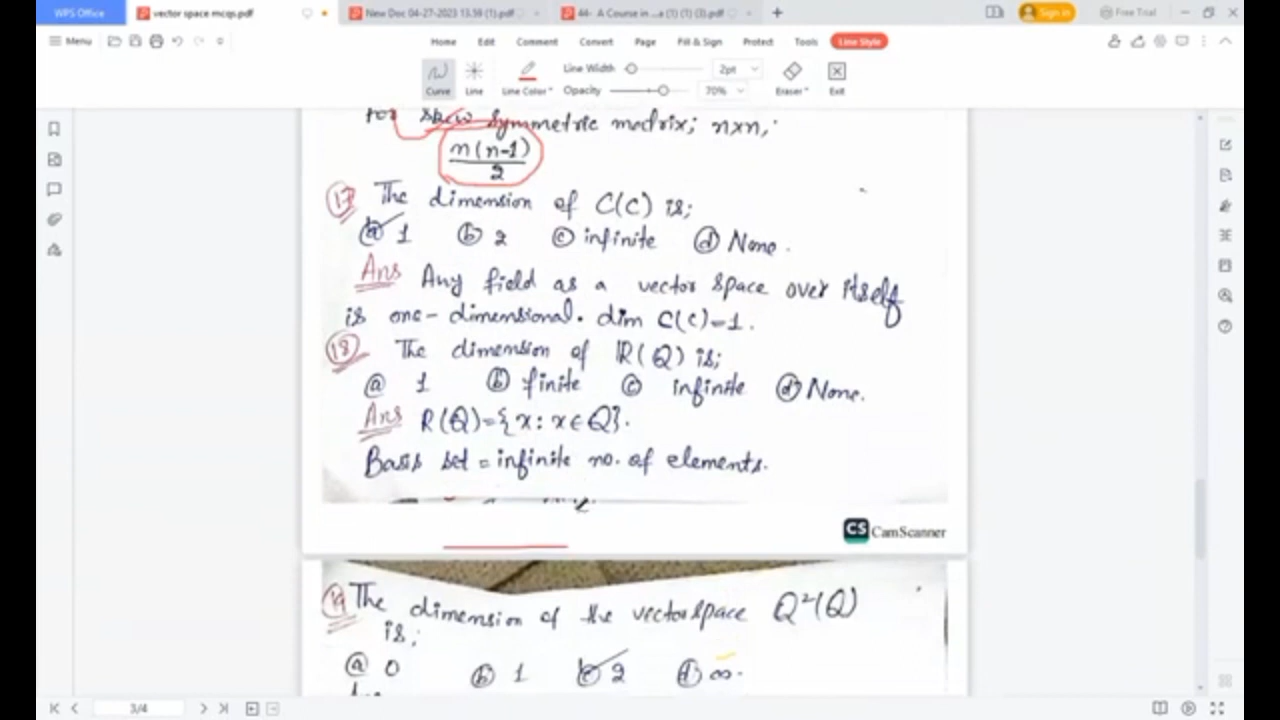 WPS Office
vector space mcqs.pdf
New Doc 04-27-2023 13.59 (1).pdf
44- A Course in ...a (1) (1) (3).pdf
Sign in
Free Trial
Menu
Home Edit Comment Convert Page Fill & Sign Protect Tools Line Style
Curve Line Line Color Line Width 2pt Opacity 70% Eraser Exit
For skew symmetric matrix; n×n,
n(n-1)
2
17 The dimension of C(C) is;
a 1 b 2 c infinite d None.
Ans Any field as a vector space over itself
is one-dimensional. dim C(C)=1.
18 The dimension of R(Q) is;
a 1 b finite c infinite d None.
Ans R(Q)={x: x∈Q}.
Basis set = infinite no. of elements.
CS CamScanner
19 The dimension of the vectorspace Q²(Q)
is;
a 0 b 1 c 2 d ∞.
3/4